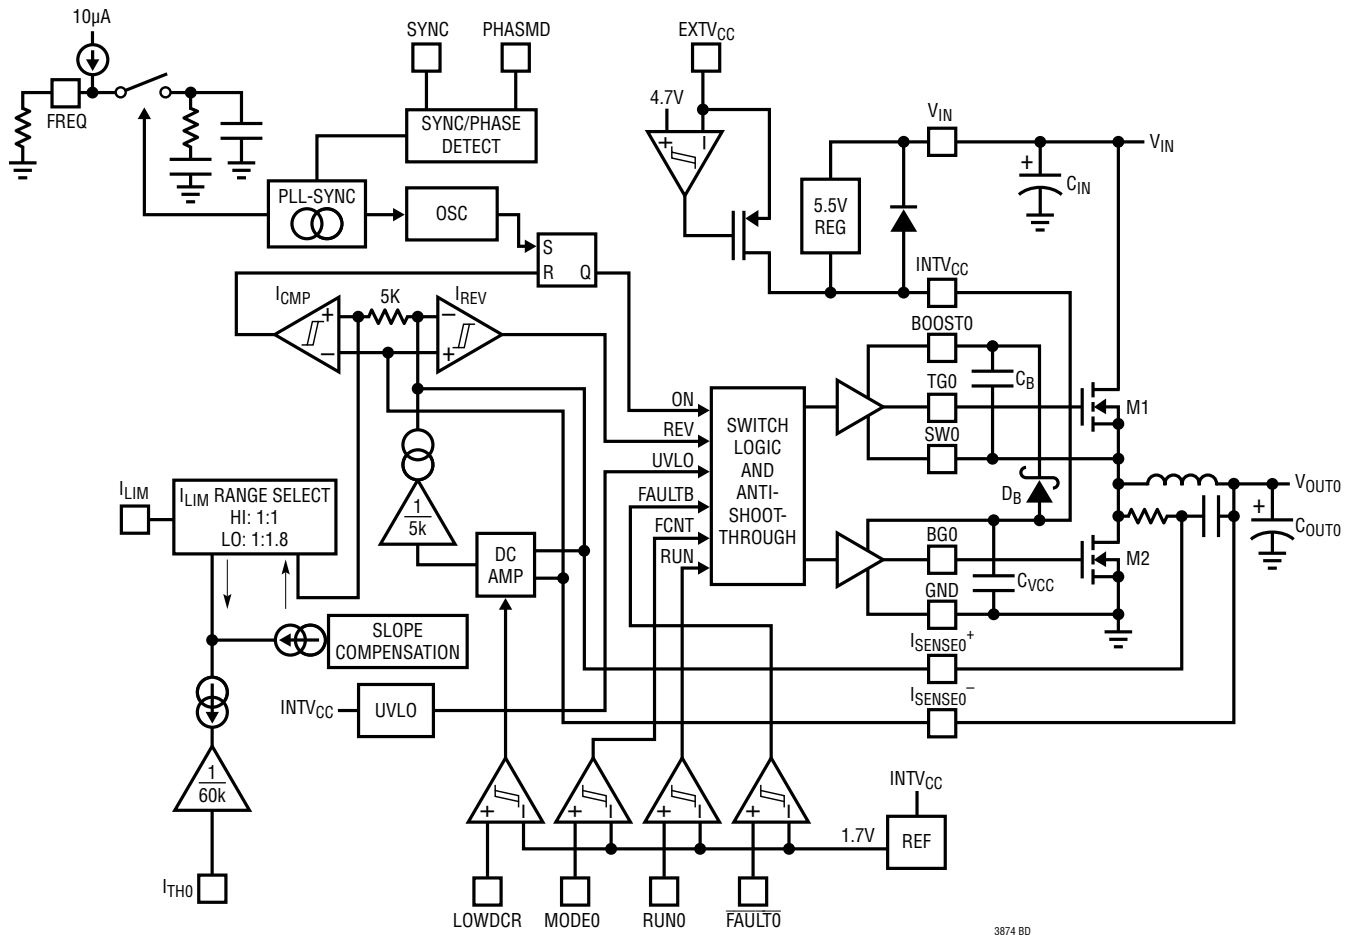 10µA
SYNC
PHASMD
EXTVCC
FREQ
SYNC/PHASE
DETECT
4.7V
+
–
VIN
VIN
+
CIN
PLL-SYNC
OSC
5.5V
REG
S
R
Q
INTVCC
ICMP
5K
IREV
+
–
–
+
BOOST0
TG0
CB
SW0
M1
ON
REV
UVLO
FAULTB
FCNT
RUN
SWITCH
LOGIC
AND
ANTI-
SHOOT-
THROUGH
DB
VOUT0
+
COUT0
ILIM
ILIM RANGE SELECT
HI: 1:1
LO: 1:1.8
1
5k
DC
AMP
BG0
CVCC
GND
M2
ISENSE0+
ISENSE0–
SLOPE
COMPENSATION
INTVCC
UVLO
1
60k
+
–
+
–
+
–
+
–
INTVCC
1.7V
REF
ITH0
LOWDCR
MODE0
RUN0
FAULT0
3874 BD